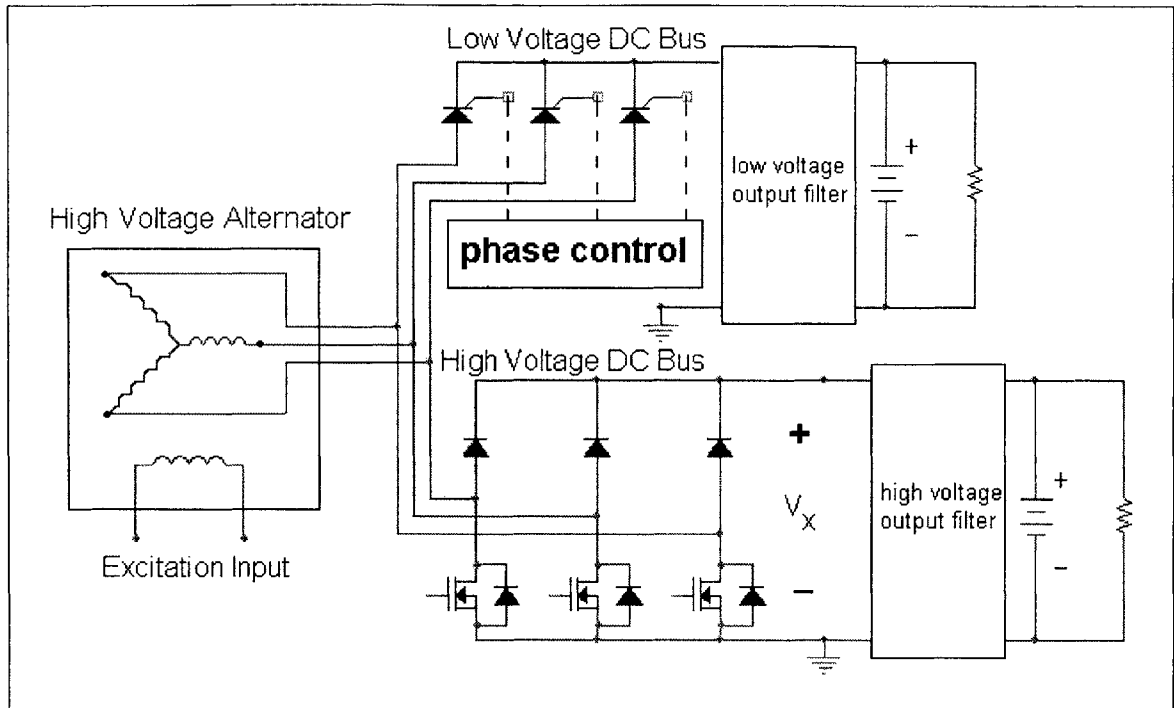 Low Voltage DC Bus
low voltage
output filter
+
−
High Voltage Alternator
phase control
Excitation Input
High Voltage DC Bus
+
V_X
−
high voltage
output filter
+
−